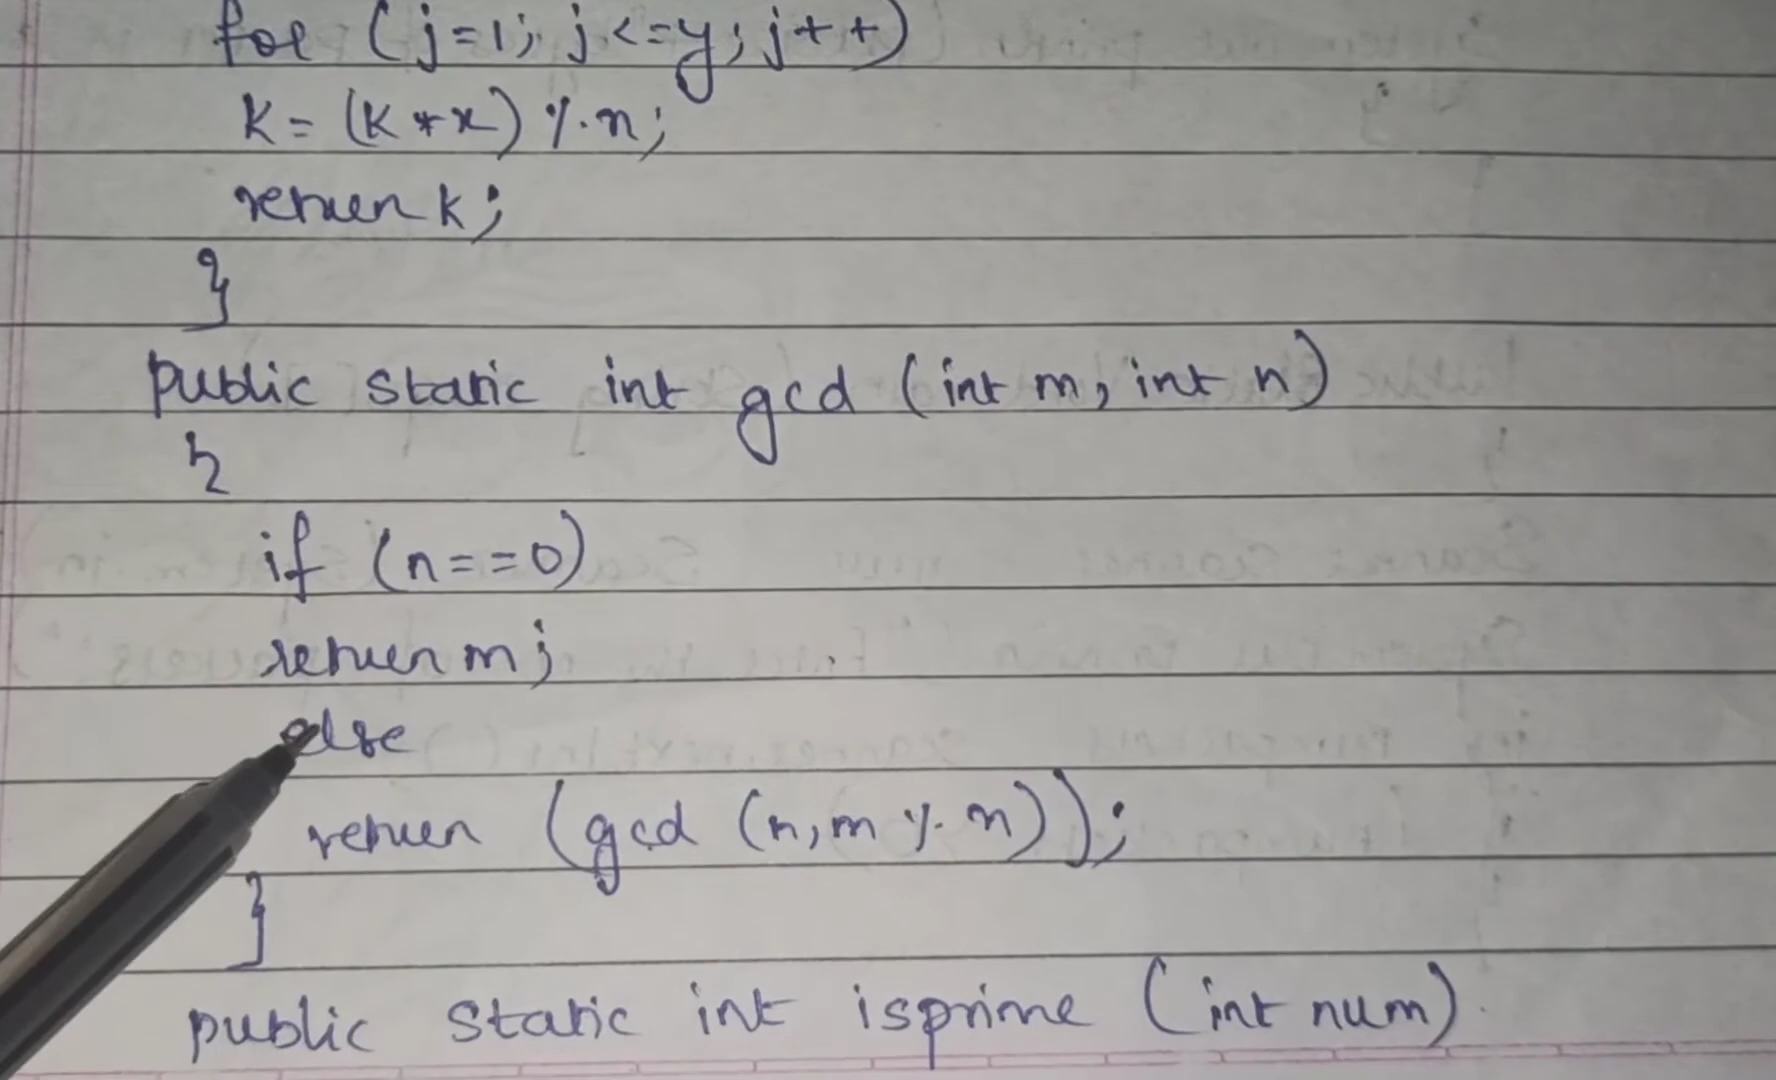 for (j=1; j<=y; j++)
k = (k * x) % n;
return k;
}
public static int gcd (int m, int n)
{
if (n==0)
return m;
else
return (gcd (n, m % n));
}
public static int isprime (int num)